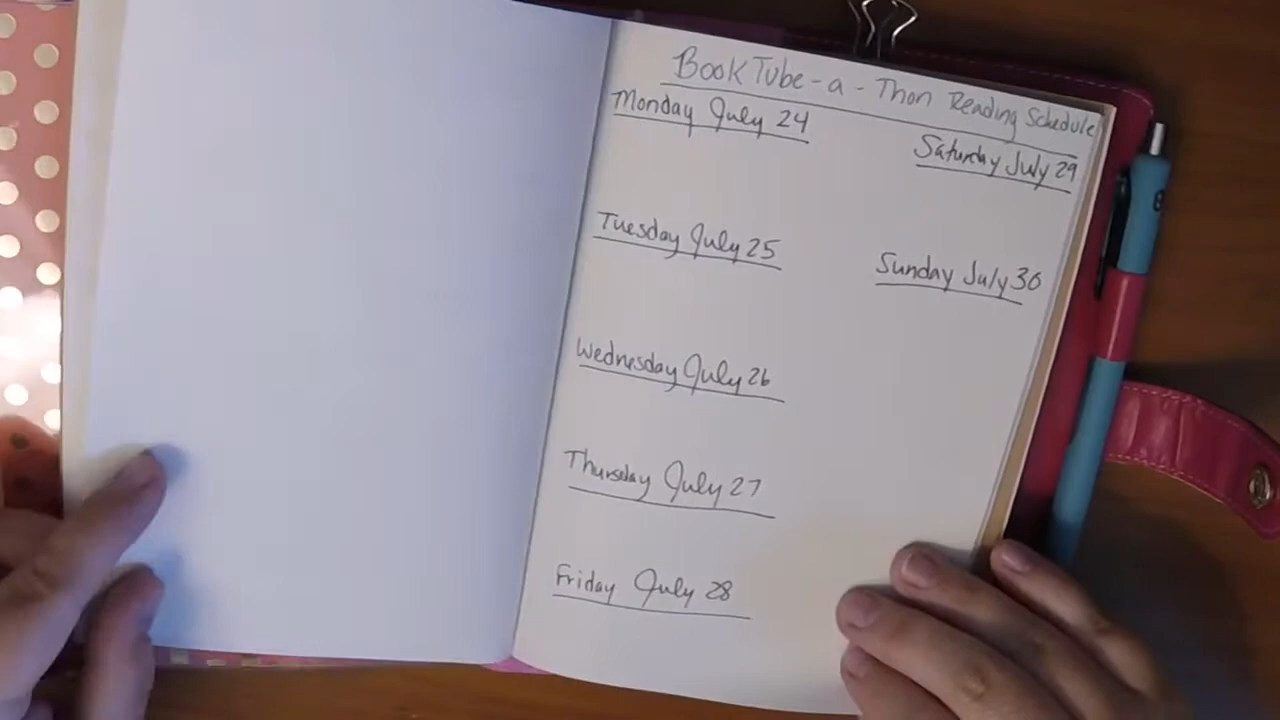 BookTube-a-Thon Reading Schedule
Monday July 24
Tuesday July 25
Wednesday July 26
Thursday July 27
Friday July 28
Saturday July 29
Sunday July 30